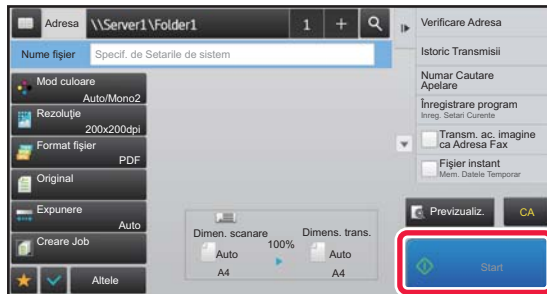 Adresa
\\Server1\Folder1
1
+
Nume fişier
Specif. de Setarile de sistem
Mod culoare
Auto/Mono2
Rezoluţie
200x200dpi
Format fişier
PDF
Original
Expunere
Auto
Creare Job
Altele
Dimen. scanare
100%
Dimens. trans.
Auto
A4
Auto
A4
Verificare Adresa
Istoric Transmisii
Numar Cautare
Apelare
Înregistrare program
Inreg. Setari Curente
Transm. ac. imagine
ca Adresa Fax
Fişier instant
Mem. Datele Temporar
Previzualiz.
CA
Start